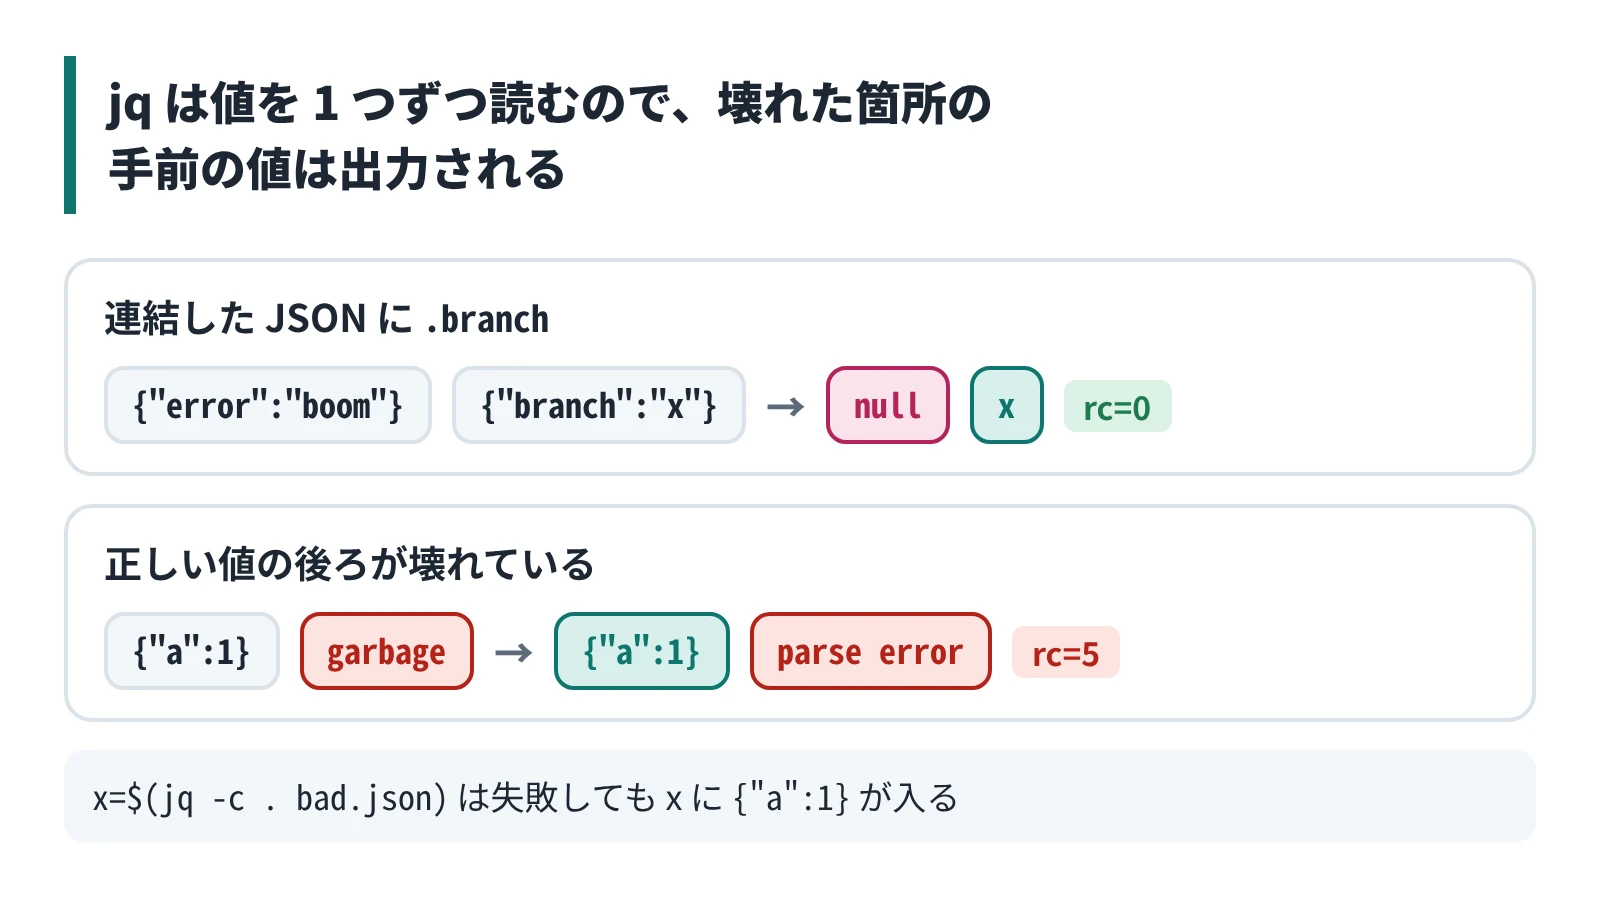 jq は値を 1 つずつ読むので、壊れた箇所の
手前の値は出力される
連結した JSON に .branch
{"error":"boom"} {"branch":"x"} → null x rc=0
正しい値の後ろが壊れている
{"a":1} garbage → {"a":1} parse error rc=5
x=$(jq -c . bad.json) は失敗しても x に {"a":1} が入る